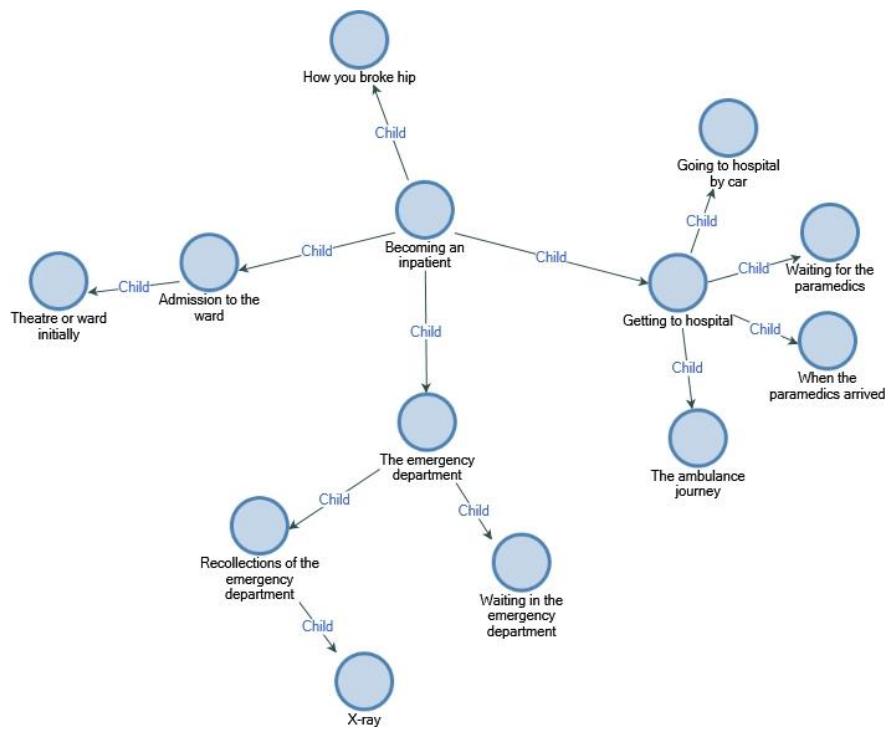 How you broke hip
Child
Going to hospital
by car
Child
Becoming an
inpatient
Child
Child
Child
Waiting for the
paramedics
Child
Theatre or ward
initially
Admission to the
ward
Getting to hospital
Child
Child
Child
When the
paramedics arrived
The ambulance
journey
The emergency
department
Child
Child
Recollections of the
emergency
department
Waiting in the
emergency
department
Child
X-ray